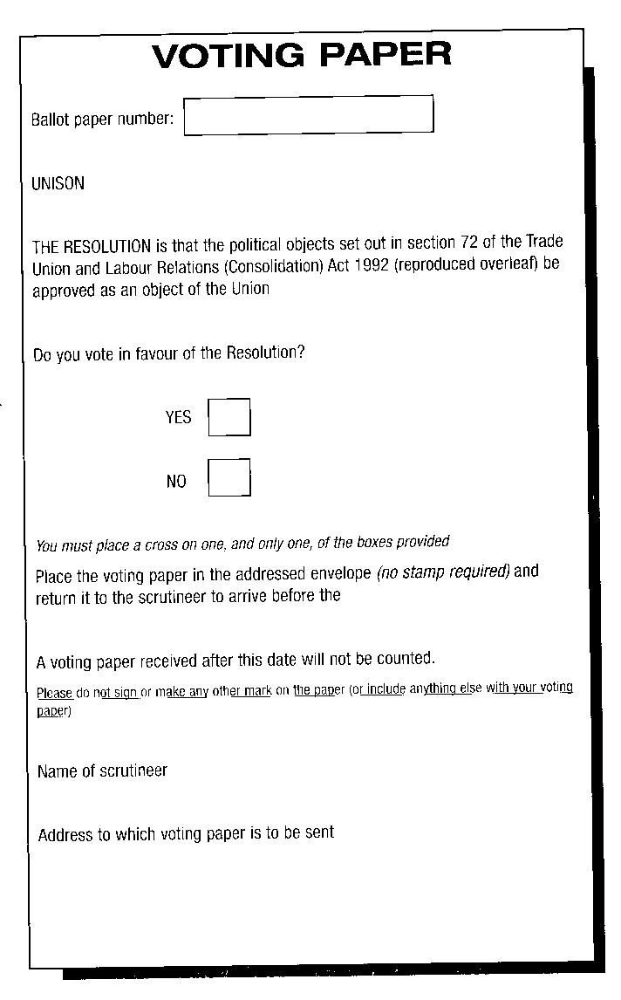 VOTING PAPER
Ballot paper number:
UNISON
THE RESOLUTION is that the political objects set out in section 72 of the Trade
Union and Labour Relations (Consolidation) Act 1992 (reproduced overleaf) be
approved as an object of the Union
Do you vote in favour of the Resolution?
YES
NO
You must place a cross on one, and only one, of the boxes provided
Place the voting paper in the addressed envelope (no stamp required) and
return it to the scrutineer to arrive before the
A voting paper received after this date will not be counted.
Please do not sign or make any other mark on the paper (or include anything else with your voting
paper)
Name of scrutineer
Address to which voting paper is to be sent